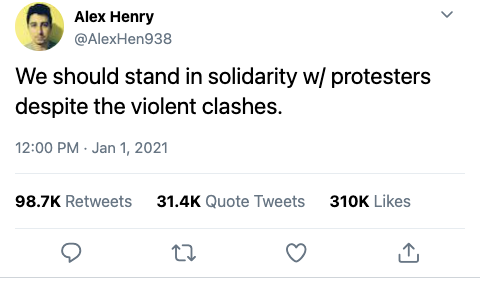 Alex Henry
@AlexHen938
We should stand in solidarity w/ protesters
despite the violent clashes.
12:00 PM · Jan 1, 2021
98.7K Retweets 31.4K Quote Tweets 310K Likes